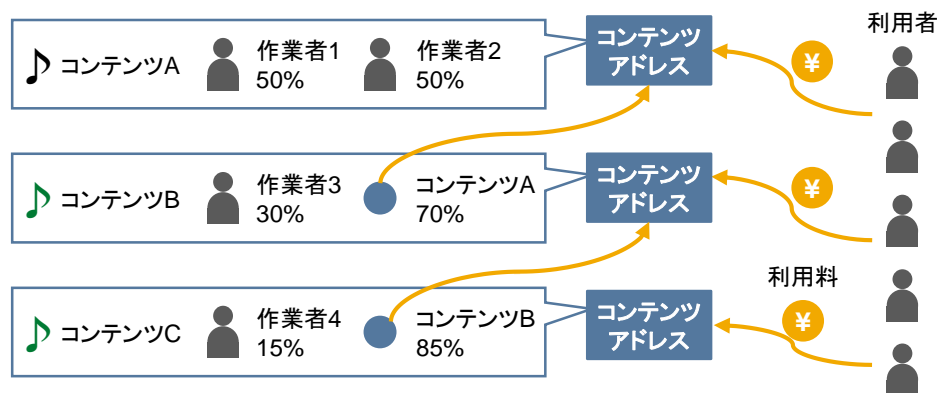 利用者
コンテンツA
作業者1
50%
作業者2
50%
コンテンツ
アドレス
¥
コンテンツB
作業者3
30%
コンテンツA
70%
コンテンツ
アドレス
¥
利用料
コンテンツC
作業者4
15%
コンテンツB
85%
コンテンツ
アドレス
¥